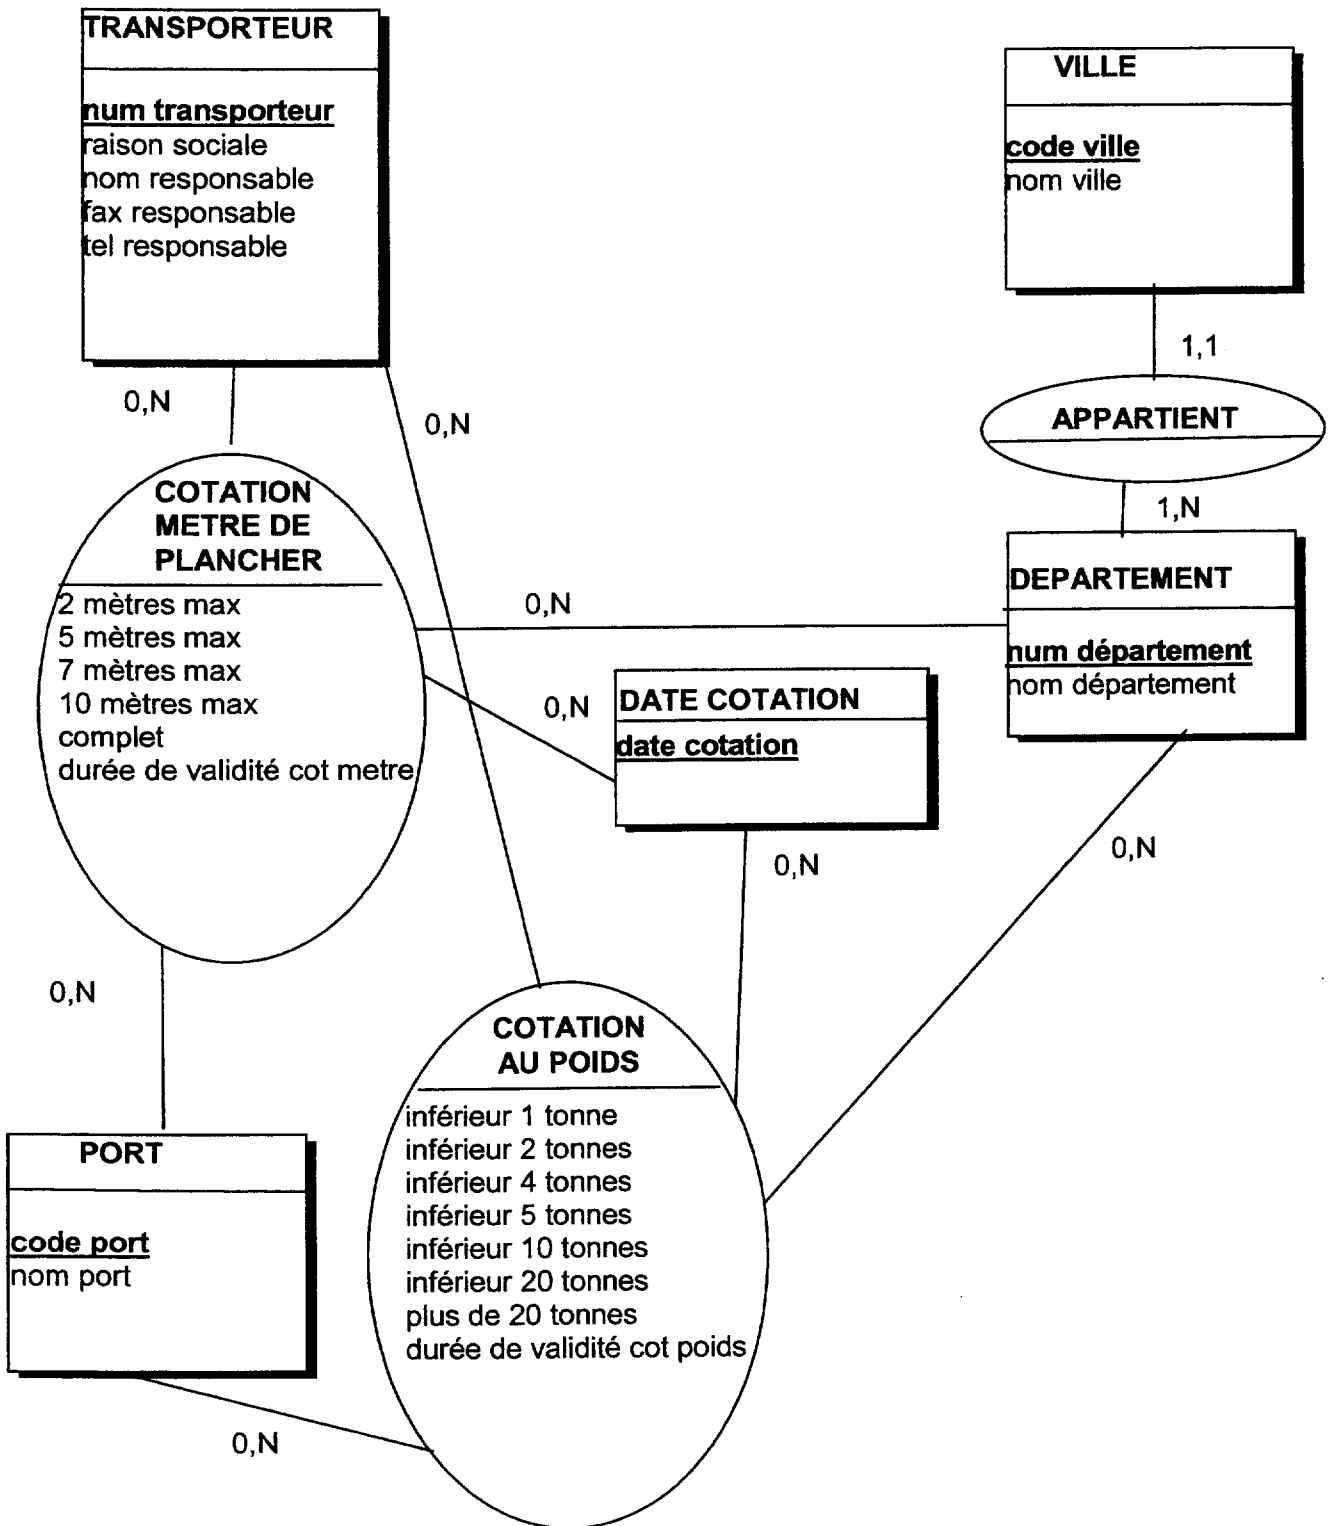 TRANSPORTEUR
num transporteur
raison sociale
nom responsable
fax responsable
tel responsable
VILLE
code ville
nom ville
1,1
0,N
0,N
APPARTIENT
1,N
COTATION
METRE DE
PLANCHER
2 mètres max
5 mètres max
7 mètres max
10 mètres max
complet
durée de validité cot metre
0,N
DEPARTEMENT
num département
nom département
0,N
DATE COTATION
date cotation
0,N
0,N
0,N
COTATION
AU POIDS
inférieur 1 tonne
inférieur 2 tonnes
inférieur 4 tonnes
inférieur 5 tonnes
inférieur 10 tonnes
inférieur 20 tonnes
plus de 20 tonnes
durée de validité cot poids
PORT
code port
nom port
0,N